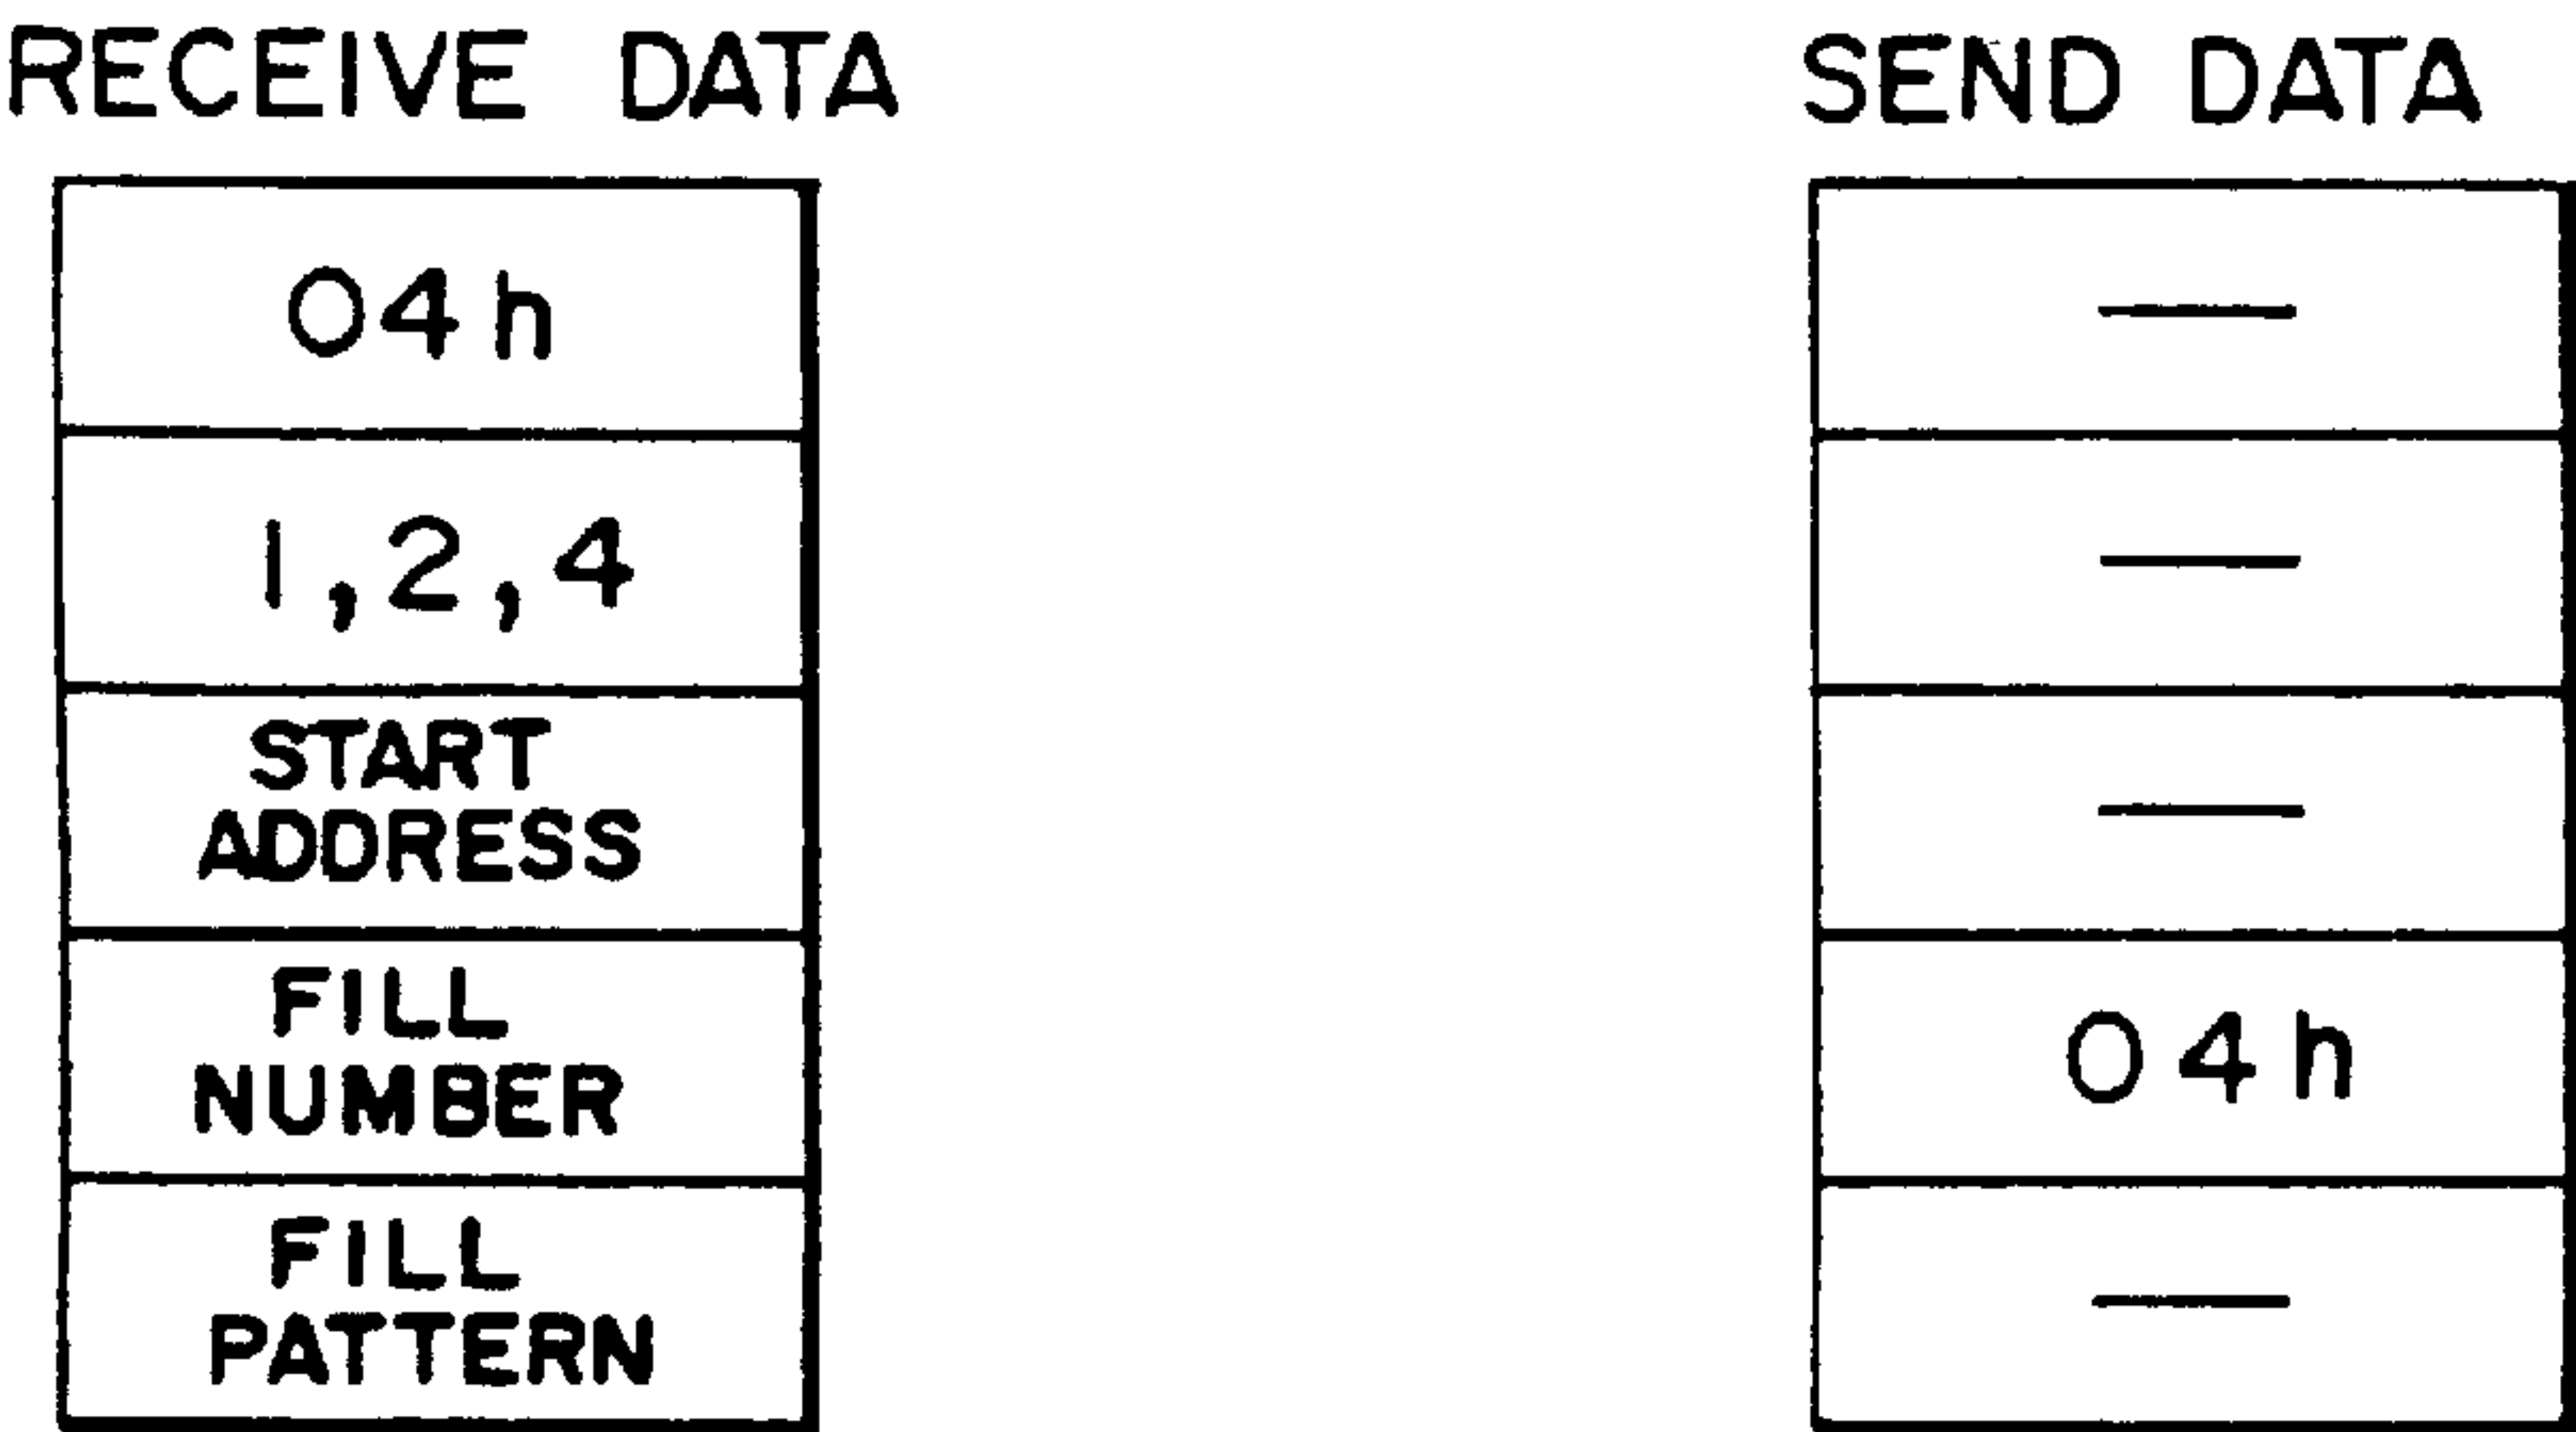 RECEIVE DATA
04h
1,2,4
START
ADDRESS
FILL
NUMBER
FILL
PATTERN
SEND DATA
—
—
—
04h
—